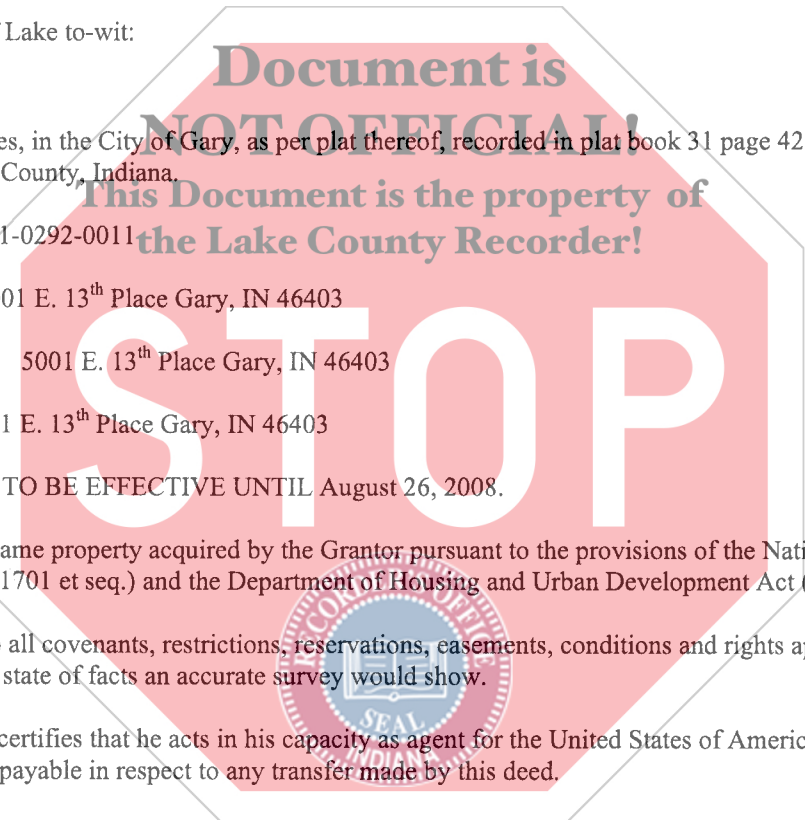 Lake to-wit:
Document is
NOT OFFICIAL!
es, in the City of Gary, as per plat thereof, recorded in plat book 31 page 42
County, Indiana.
This Document is the property of
1-0292-0011
the Lake County Recorder!
01 E. 13th Place Gary, IN 46403
5001 E. 13th Place Gary, IN 46403
1 E. 13th Place Gary, IN 46403
STOP
TO BE EFFECTIVE UNTIL August 26, 2008.
ame property acquired by the Grantor pursuant to the provisions of the Nati
1701 et seq.) and the Department of Housing and Urban Development Act (
all covenants, restrictions, reservations, easements, conditions and rights a
state of facts an accurate survey would show.
RECORDER'S OFFICE
SEAL
INDIANA
certifies that he acts in his capacity as agent for the United States of Americ
payable in respect to any transfer made by this deed.